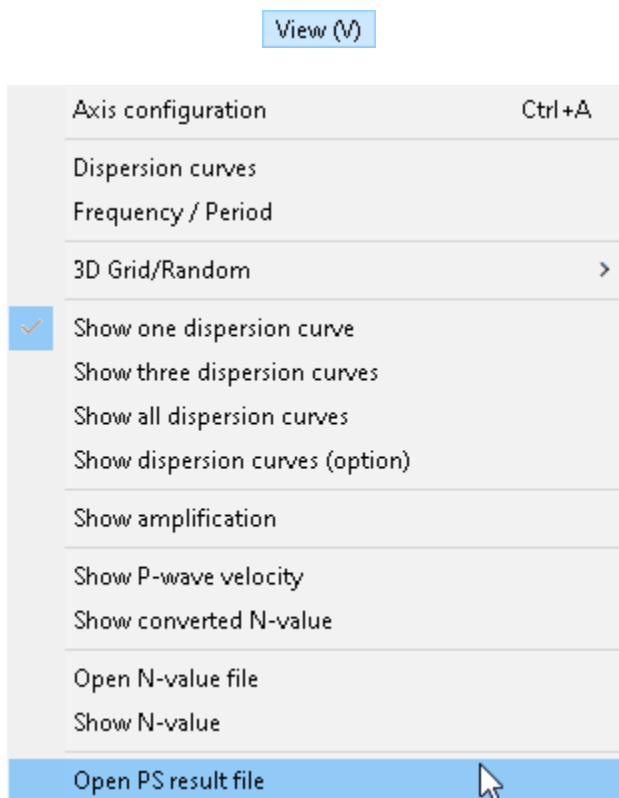 View (V)
Axis configuration Ctrl+A
Dispersion curves
Frequency / Period
3D Grid/Random
Show one dispersion curve
Show three dispersion curves
Show all dispersion curves
Show dispersion curves (option)
Show amplification
Show P-wave velocity
Show converted N-value
Open N-value file
Show N-value
Open PS result file